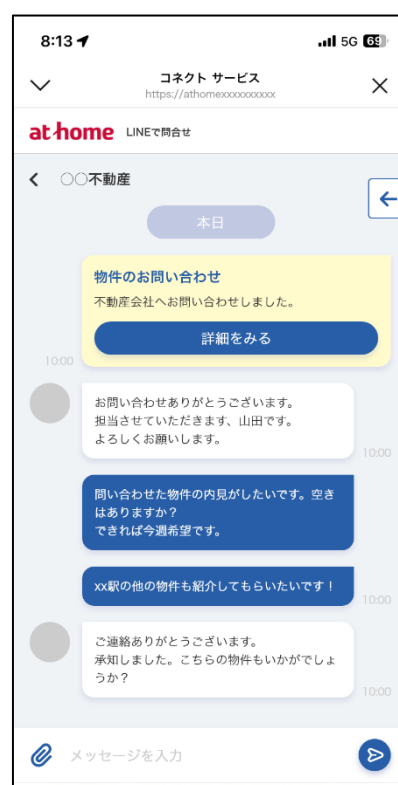 8:13
5G 69
コネクト サービス
https://athomexxxxxxxxxx
at home LINEで問合せ
〇〇不動産
本日
物件のお問い合わせ
不動産会社へお問い合わせしました。
詳細をみる
10:00
お問い合わせありがとうございます。
担当させていただきます、山田です。
よろしくお願いします。
10:00
問い合わせた物件の内見がしたいです。空き
はありますか？
できれば今週希望です。
xx駅の他の物件も紹介してもらいたいです！
10:00
ご連絡ありがとうございます。
承知しました。こちらの物件もいかがでしょ
うか？
10:00
メッセージを入力